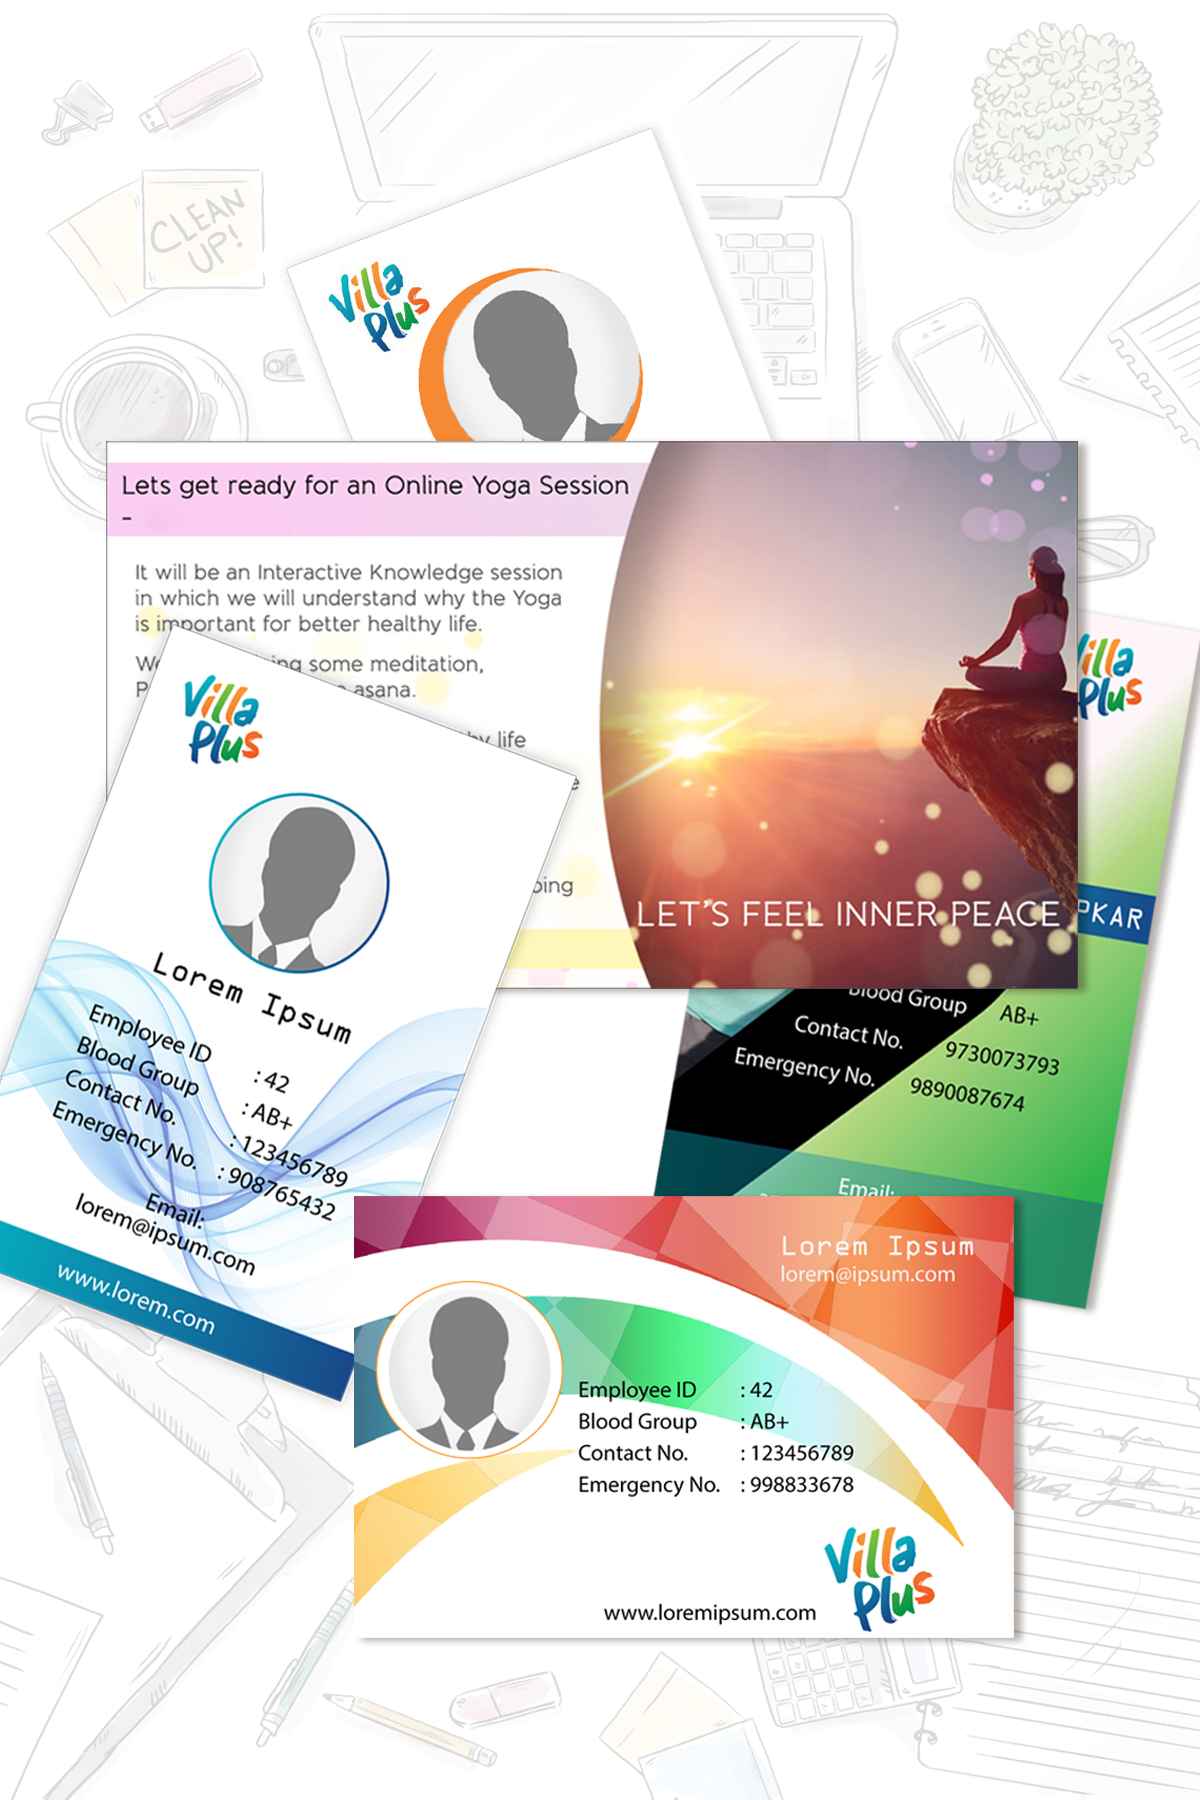 CLEAN
UP!
Villa
Plus
Lets get ready for an Online Yoga Session
-
It will be an Interactive Knowledge session
in which we will understand why the Yoga
is important for better healthy life.
some meditation,
asana.
life
LET'S FEEL INNER PEACE
Villa
Plus
PKAR
Blood Group AB+
Contact No. 9730073793
Emergency No. 9890087674
Email:
Villa
Plus
Lorem Ipsum
Employee ID : 42
Blood Group : AB+
Contact No. : 123456789
Emergency No. : 908765432
Email:
lorem@ipsum.com
www.lorem.com
Lorem Ipsum
lorem@ipsum.com
Employee ID : 42
Blood Group : AB+
Contact No. : 123456789
Emergency No. : 998833678
Villa
Plus
www.loremipsum.com